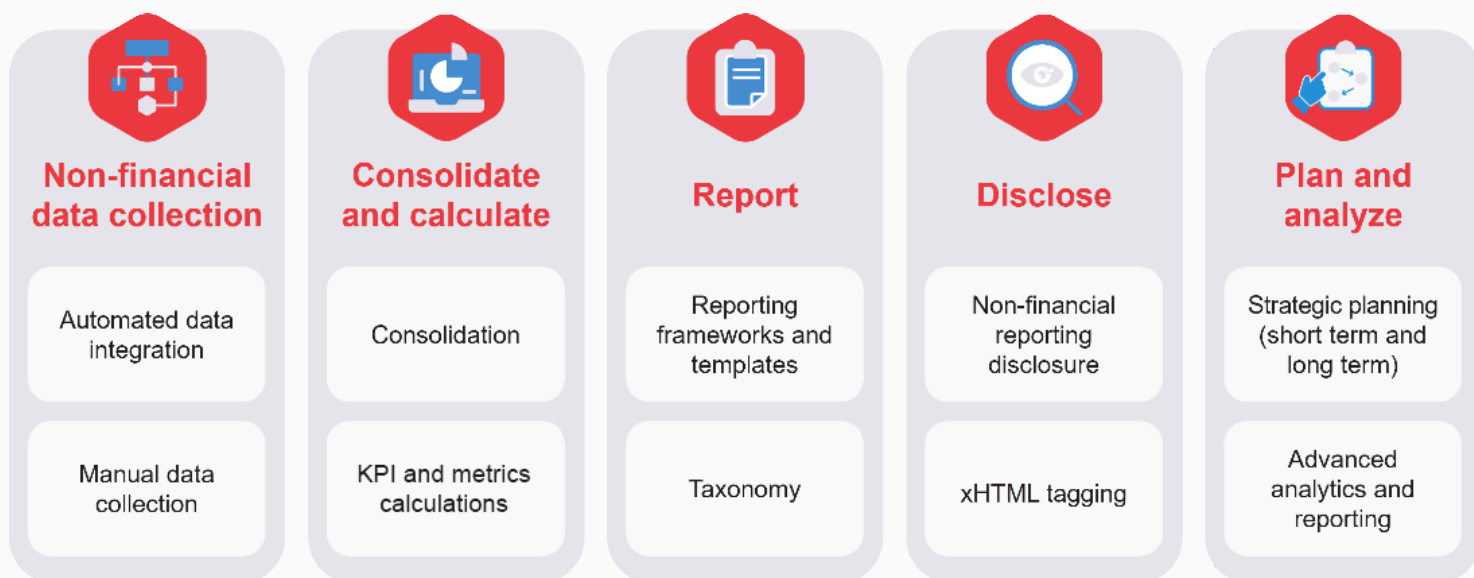 Non-financial
data collection
Automated data
integration
Manual data
collection
Consolidate
and calculate
Consolidation
KPI and metrics
calculations
Report
Reporting
frameworks and
templates
Taxonomy
Disclose
Non-financial
reporting
disclosure
xHTML tagging
Plan and
analyze
Strategic planning
(short term and
long term)
Advanced
analytics and
reporting